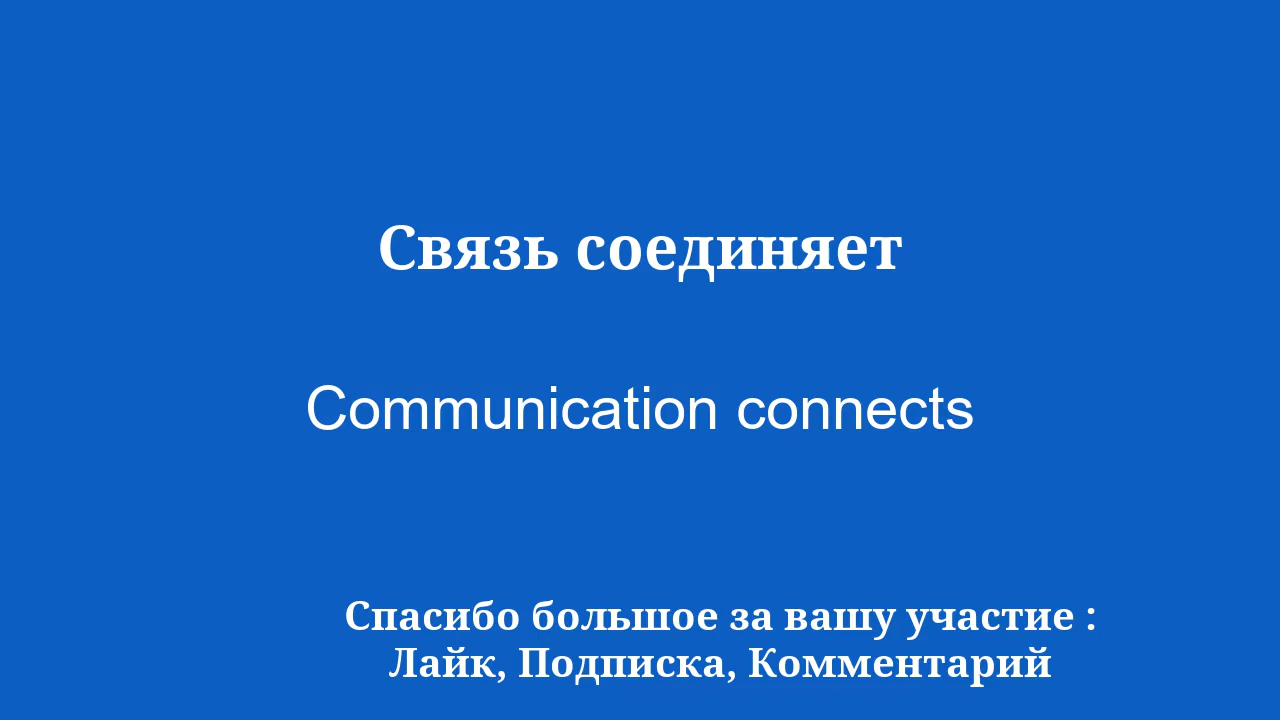 Связь соединяет
Communication connects
Спасибо большое за вашу участие :
Лайк, Подписка, Комментарий